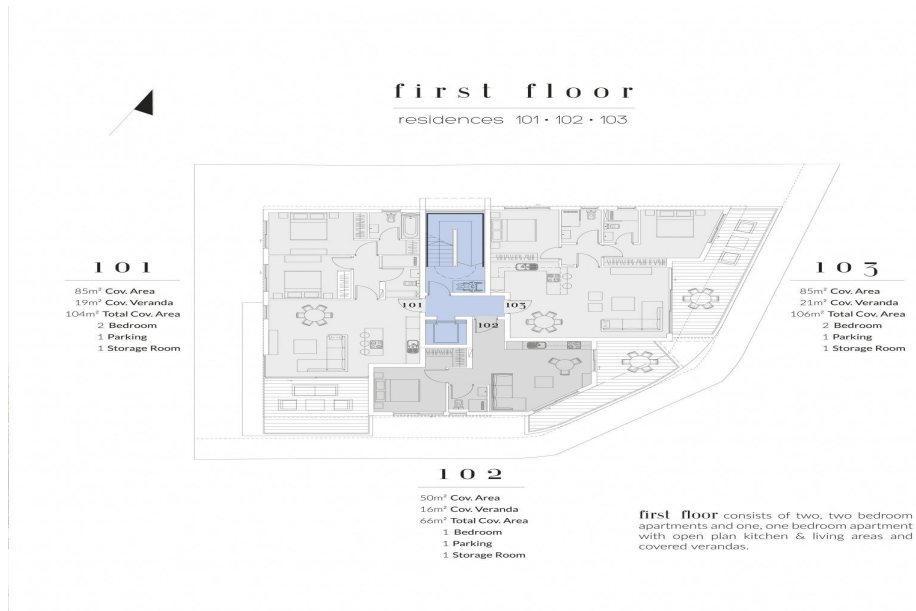 first floor
residences 101 • 102 • 103
101
85m² Cov. Area
19m² Cov. Veranda
104m² Total Cov. Area
2 Bedroom
1 Parking
1 Storage Room
103
85m² Cov. Area
21m² Cov. Veranda
106m² Total Cov. Area
2 Bedroom
1 Parking
1 Storage Room
101
103
102
102
50m² Cov. Area
16m² Cov. Veranda
66m² Total Cov. Area
1 Bedroom
1 Parking
1 Storage Room
first floor consists of two, two bedroom
apartments and one, one bedroom apartment
with open plan kitchen & living areas and
covered verandas.